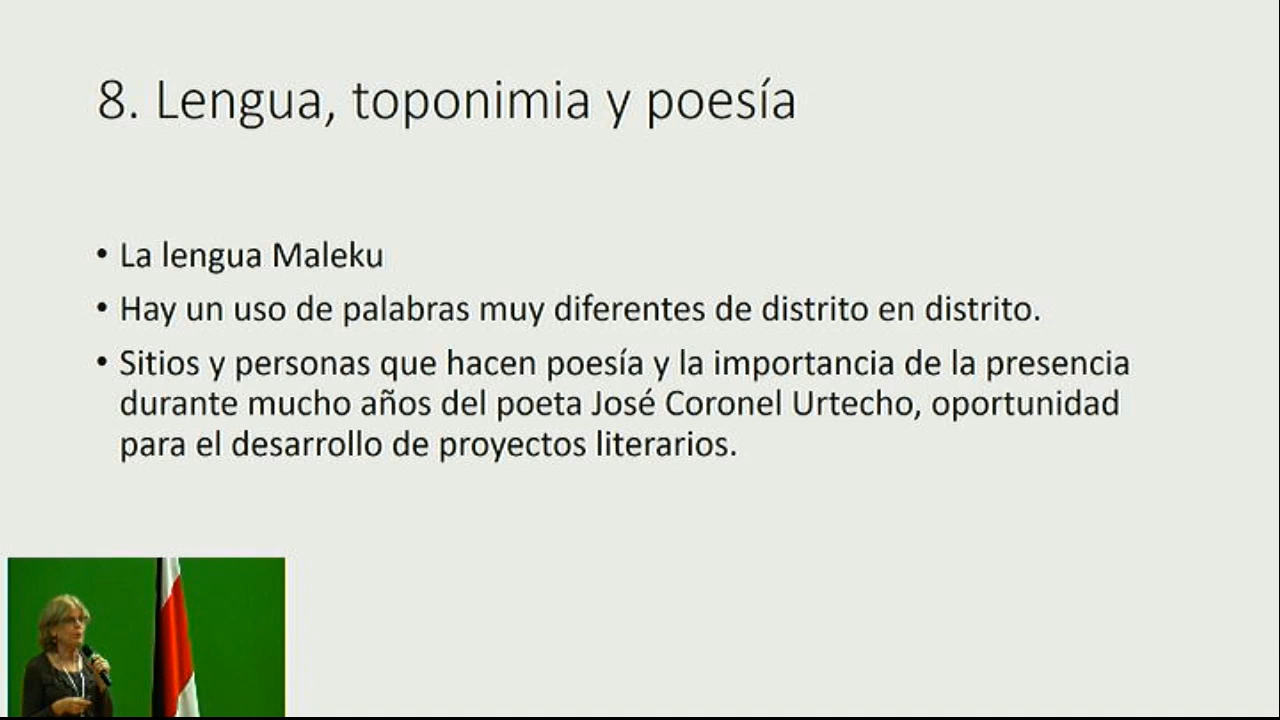 8. Lengua, toponimia y poesía
• La lengua Maleku
• Hay un uso de palabras muy diferentes de distrito en distrito.
• Sitios y personas que hacen poesía y la importancia de la presencia
durante mucho años del poeta José Coronel Urtecho, oportunidad
para el desarrollo de proyectos literarios.